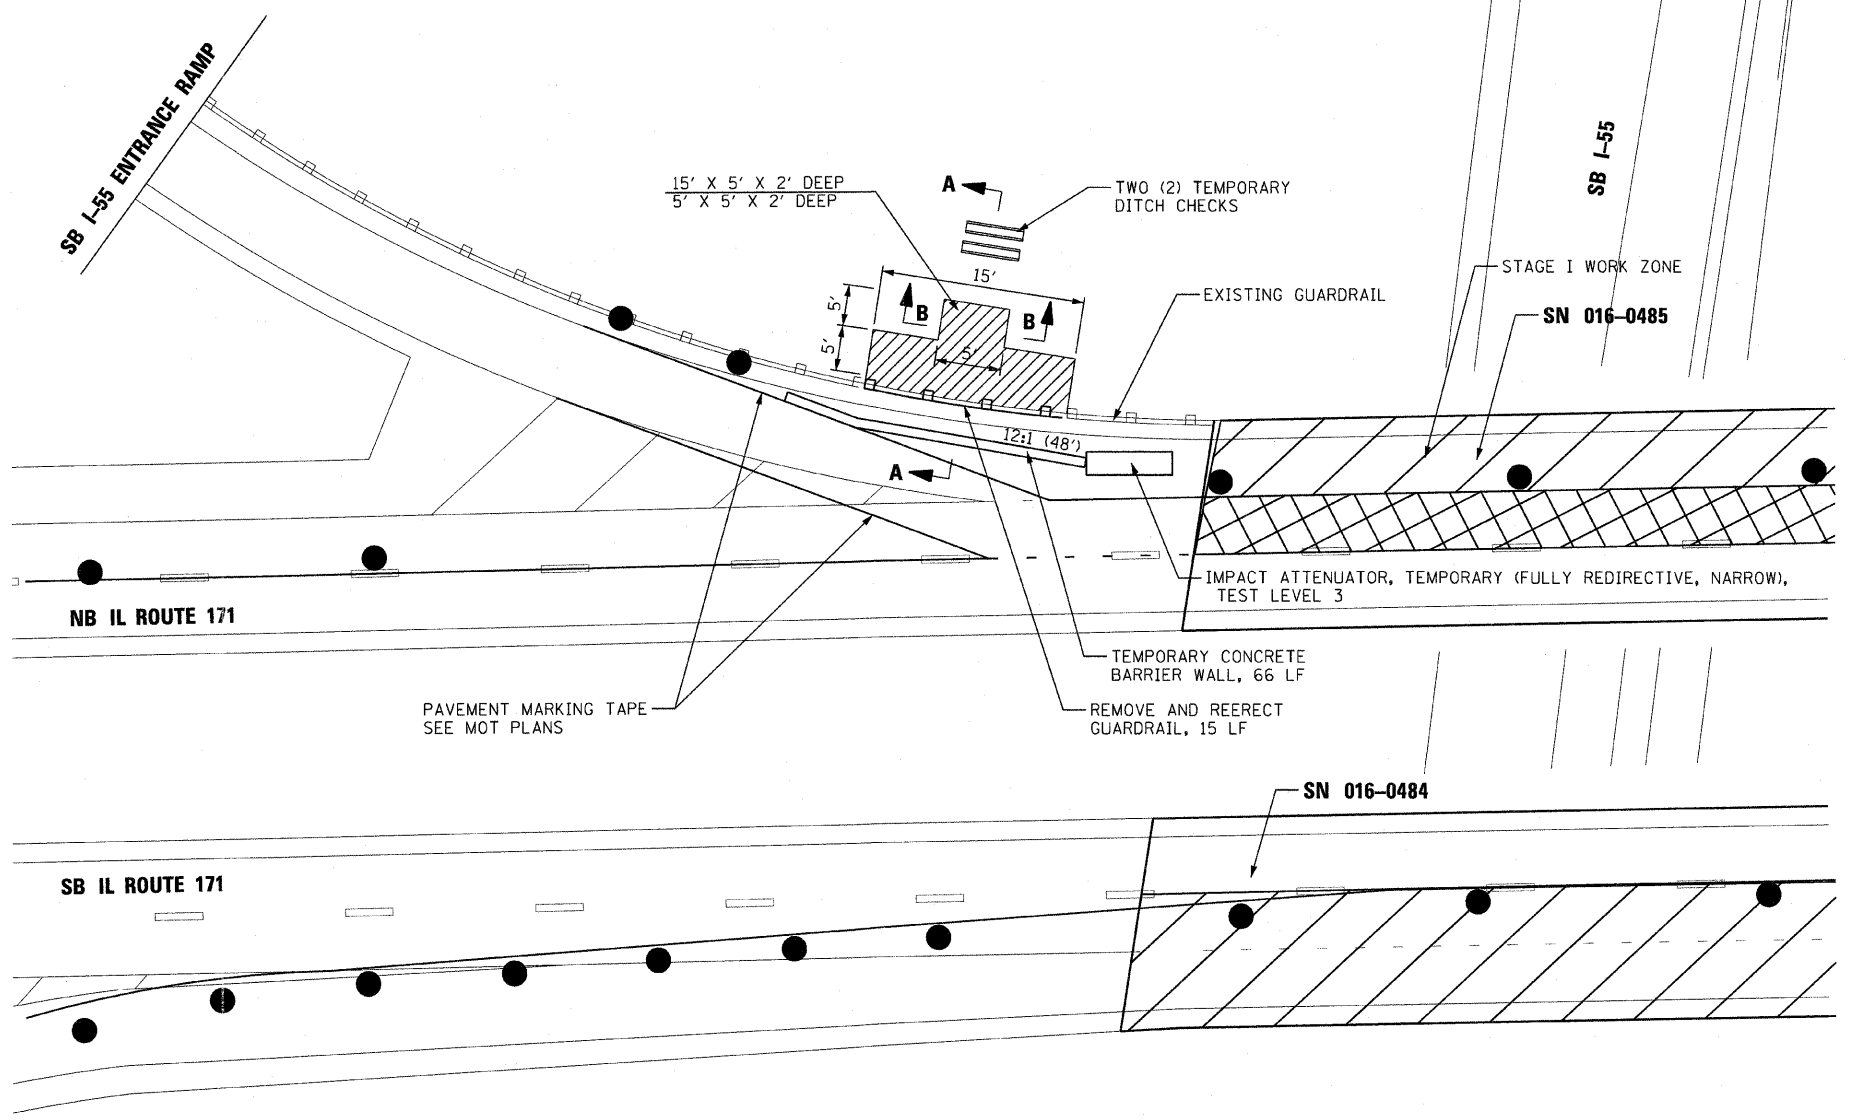 SB I-55 ENTRANCE RAMP
15' X 5' X 2' DEEP
5' X 5' X 2' DEEP
A
TWO (2) TEMPORARY
DITCH CHECKS
SB I-55
15'
5'
5'
B
B
5'
STAGE I WORK ZONE
EXISTING GUARDRAIL
SN 016-0485
12:1 (48')
A
IMPACT ATTENUATOR, TEMPORARY (FULLY REDIRECTIVE, NARROW),
TEST LEVEL 3
NB IL ROUTE 171
TEMPORARY CONCRETE
BARRIER WALL, 66 LF
PAVEMENT MARKING TAPE
SEE MOT PLANS
REMOVE AND REERECT
GUARDRAIL, 15 LF
SN 016-0484
SB IL ROUTE 171